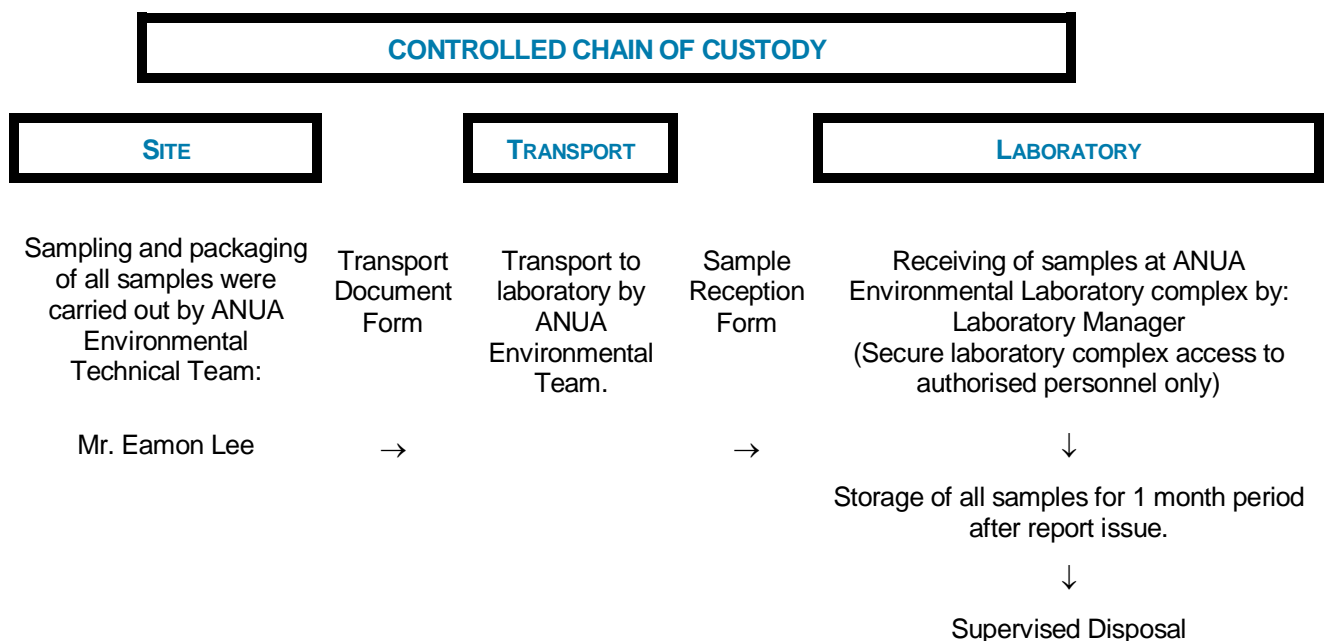 CONTROLLED CHAIN OF CUSTODY
SITE
TRANSPORT
LABORATORY
Sampling and packaging
of all samples were
carried out by ANUA
Environmental
Technical Team:
Mr. Eamon Lee
Transport
Document
Form
→
Transport to
laboratory by
ANUA
Environmental
Team.
Sample
Reception
Form
→
Receiving of samples at ANUA
Environmental Laboratory complex by:
Laboratory Manager
(Secure laboratory complex access to
authorised personnel only)
↓
Storage of all samples for 1 month period
after report issue.
↓
Supervised Disposal